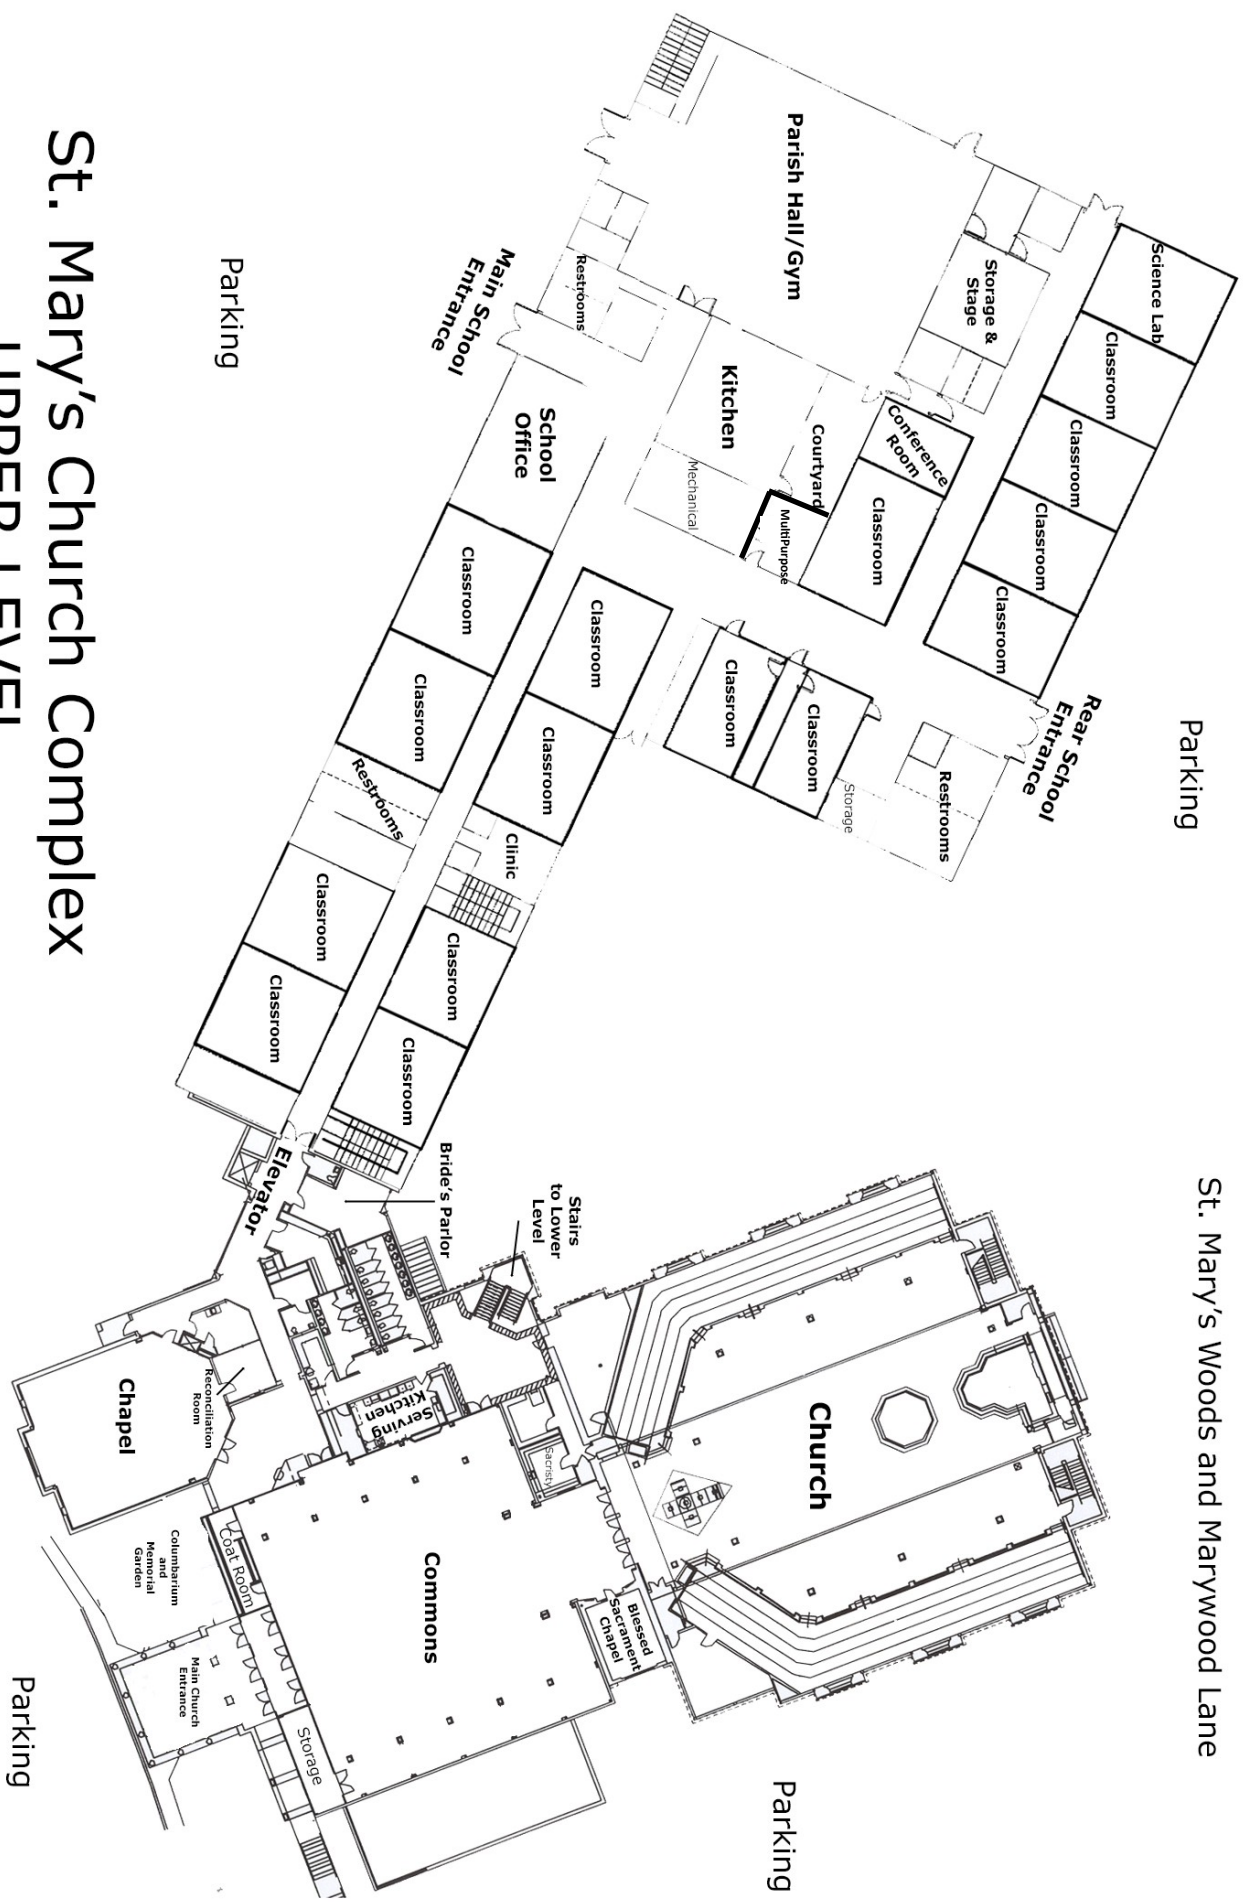 St. Mary's Church Complex
UPPER LEVEL
St. Mary's Woods and Marywood Lane
Parking
Parking
Parking
Parking
Parish Hall/Gym
Storage &
Stage
Science Lab
Classroom
Classroom
Classroom
Classroom
Rear School
Entrance
Restrooms
Storage
Classroom
Classroom
Conference
Room
Classroom
Courtyard
MultiPurpose
Kitchen
Mechanical
Restrooms
Main School
Entrance
School
Office
Classroom
Classroom
Restrooms
Classroom
Classroom
Classroom
Classroom
Clinic
Classroom
Classroom
Elevator
Bride's Parlor
Stairs
to Lower
Level
Church
Sacristy
Serving
Kitchen
Reconciliation
Room
Chapel
Coat Room
Columbarium
and
Memorial
Garden
Commons
Blessed
Sacrament
Chapel
Main Church
Entrance
Storage